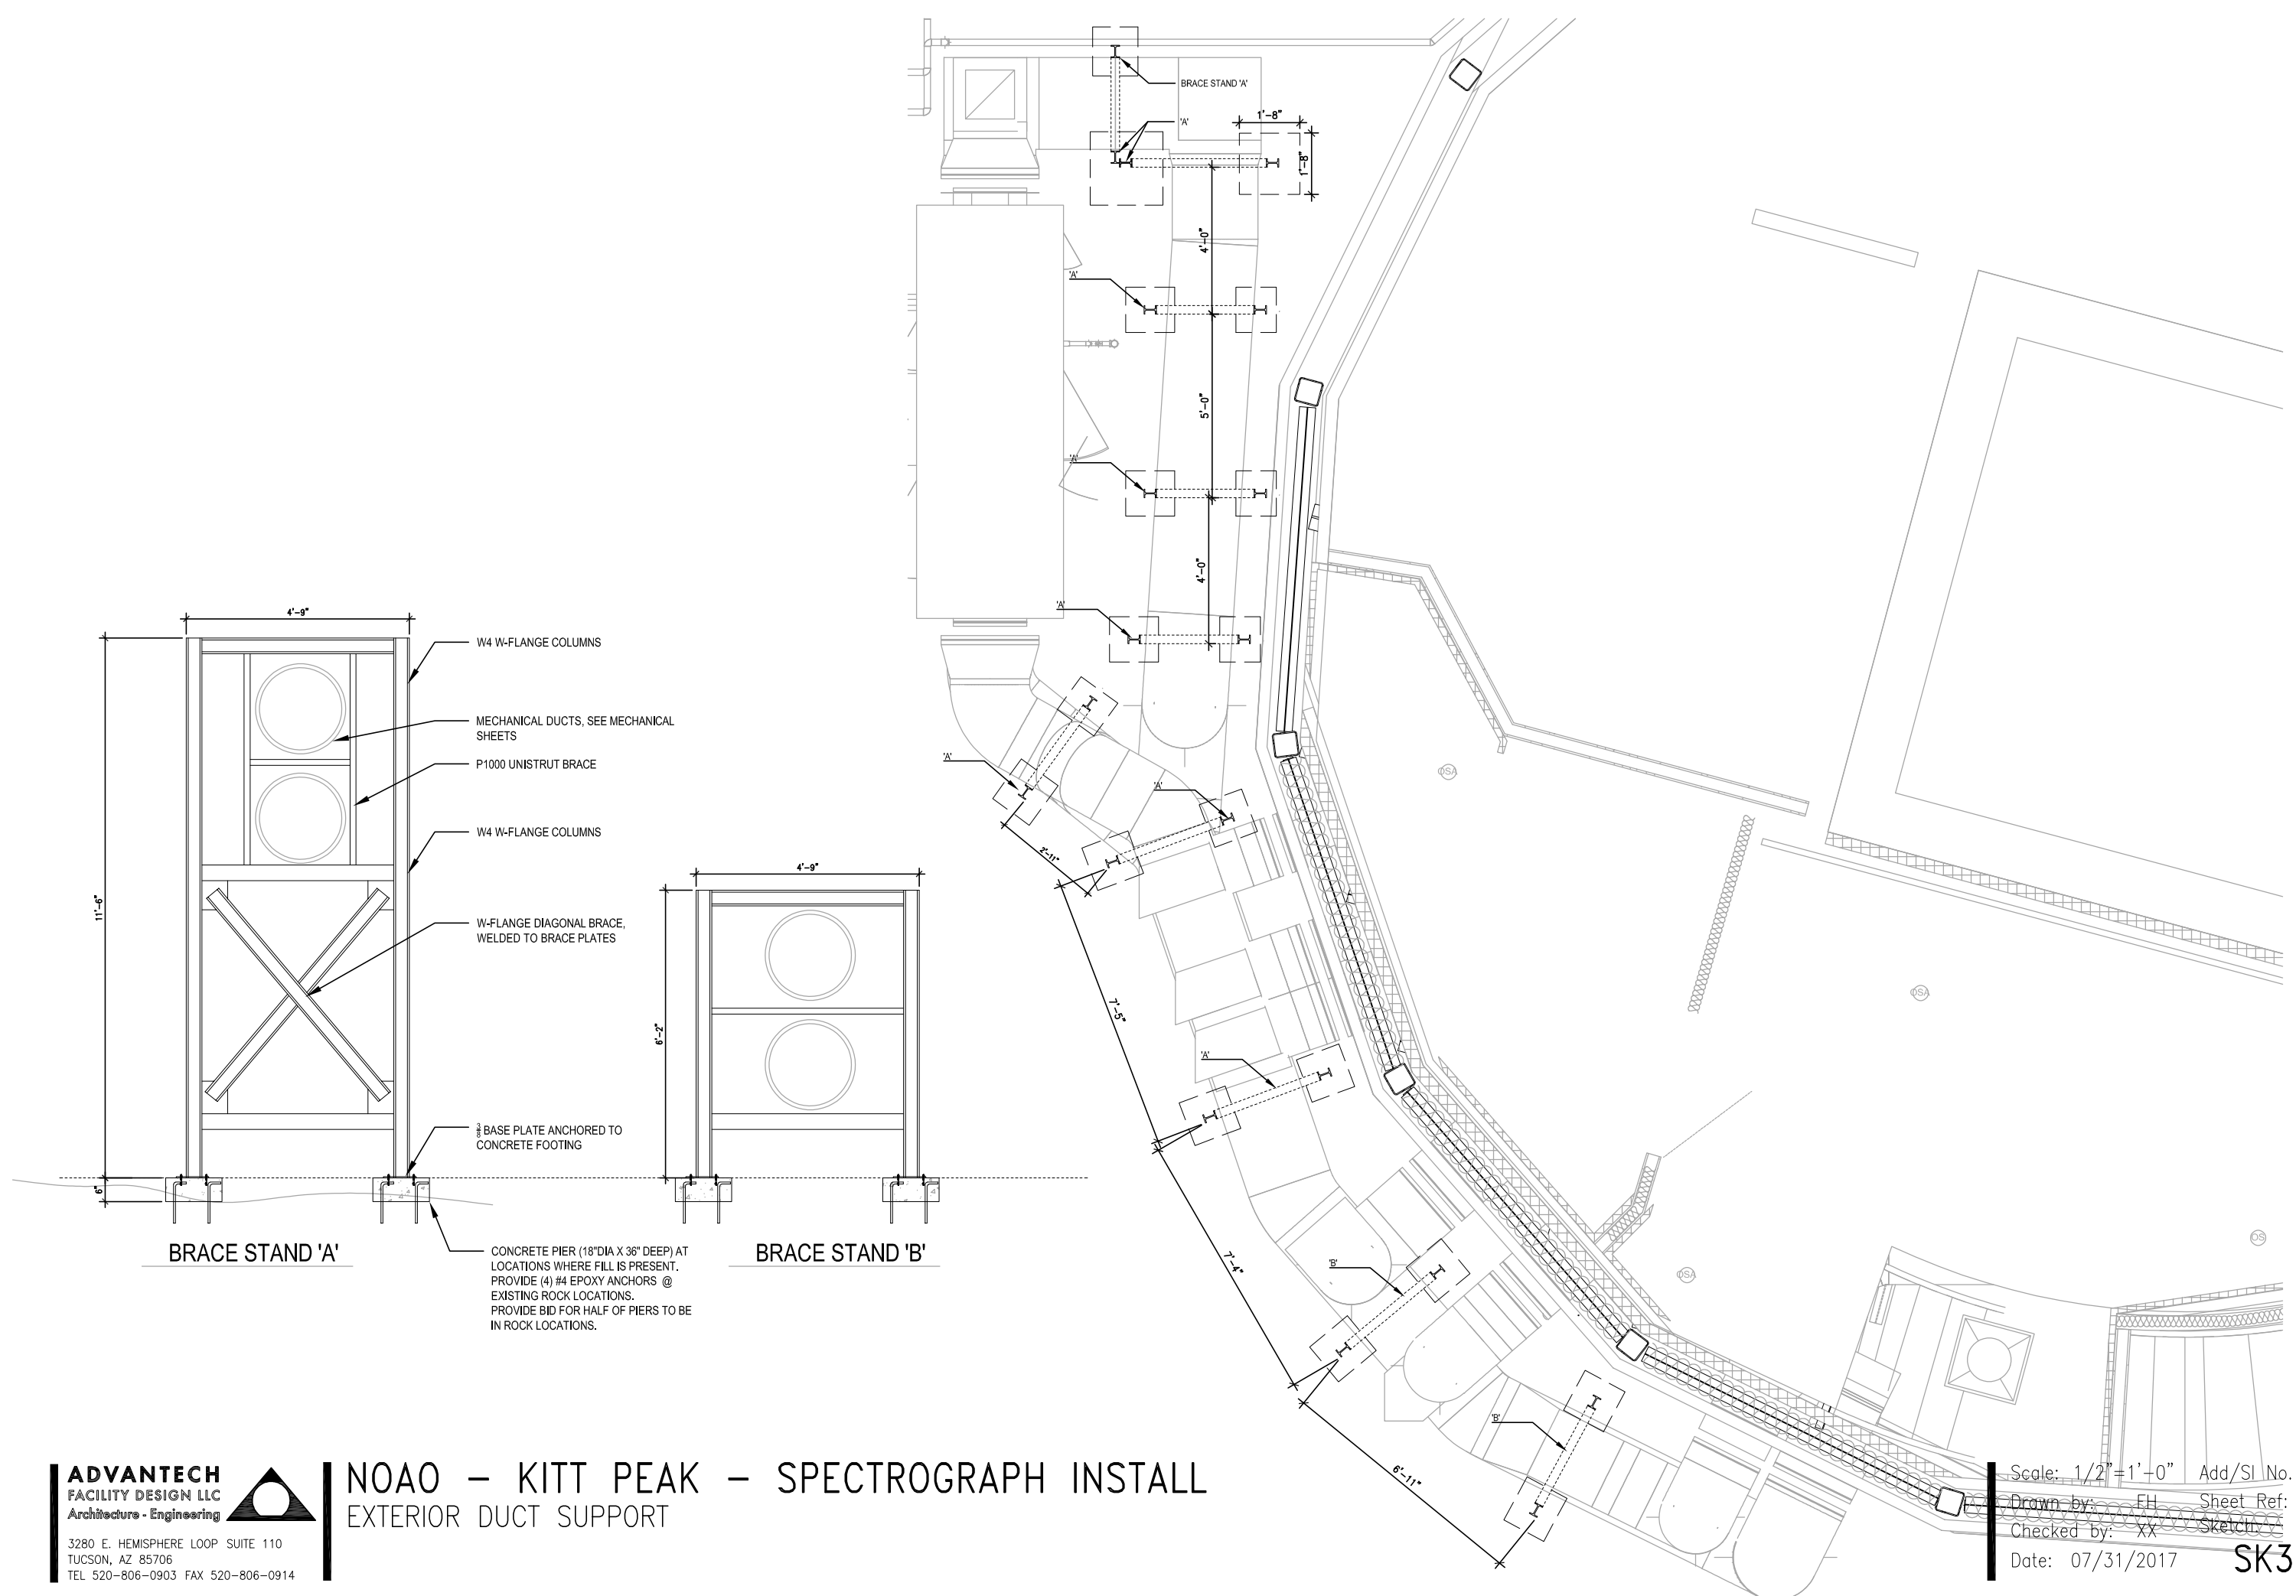 BRACE STAND 'A'
'A'
1'-8"
1'-8"
4'-0"
'A'
5'-0"
'A'
4'-0"
'A'
'A'
'A'
2'-11"
7'-5"
'A'
7'-4"
'B'
'B'
6'-11"
OSA
OSA
OSA
OS
4'-9"
11'-6"
6"
W4 W-FLANGE COLUMNS
MECHANICAL DUCTS, SEE MECHANICAL
SHEETS
P1000 UNISTRUT BRACE
W4 W-FLANGE COLUMNS
W-FLANGE DIAGONAL BRACE,
WELDED TO BRACE PLATES
BASE PLATE ANCHORED TO
CONCRETE FOOTING
BRACE STAND 'A'
CONCRETE PIER (18"DIA X 36" DEEP) AT
LOCATIONS WHERE FILL IS PRESENT.
PROVIDE (4) #4 EPOXY ANCHORS @
EXISTING ROCK LOCATIONS.
PROVIDE BID FOR HALF OF PIERS TO BE
IN ROCK LOCATIONS.
4'-9"
6'-2"
BRACE STAND 'B'
ADVANTECH
FACILITY DESIGN LLC
Architecture - Engineering
3280 E. HEMISPHERE LOOP SUITE 110
TUCSON, AZ 85706
TEL 520-806-0903 FAX 520-806-0914
NOAO - KITT PEAK - SPECTROGRAPH INSTALL
EXTERIOR DUCT SUPPORT
Scale: 1/2"=1'-0" Add/SI No.
Drawn by: FH Sheet Ref:
Checked by: XX Sketch:
Date: 07/31/2017 SK3